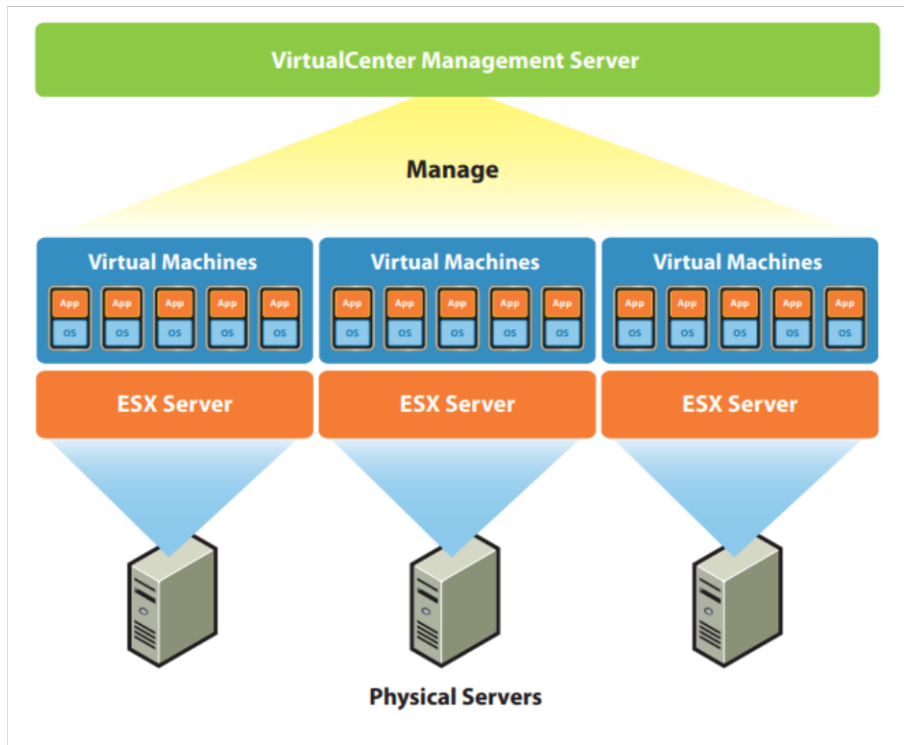 VirtualCenter Management Server
Manage
Virtual Machines Virtual Machines Virtual Machines
App App App App App App App App App App App App App App App
OS OS OS OS OS OS OS OS OS OS OS OS OS OS OS
ESX Server ESX Server ESX Server
Physical Servers